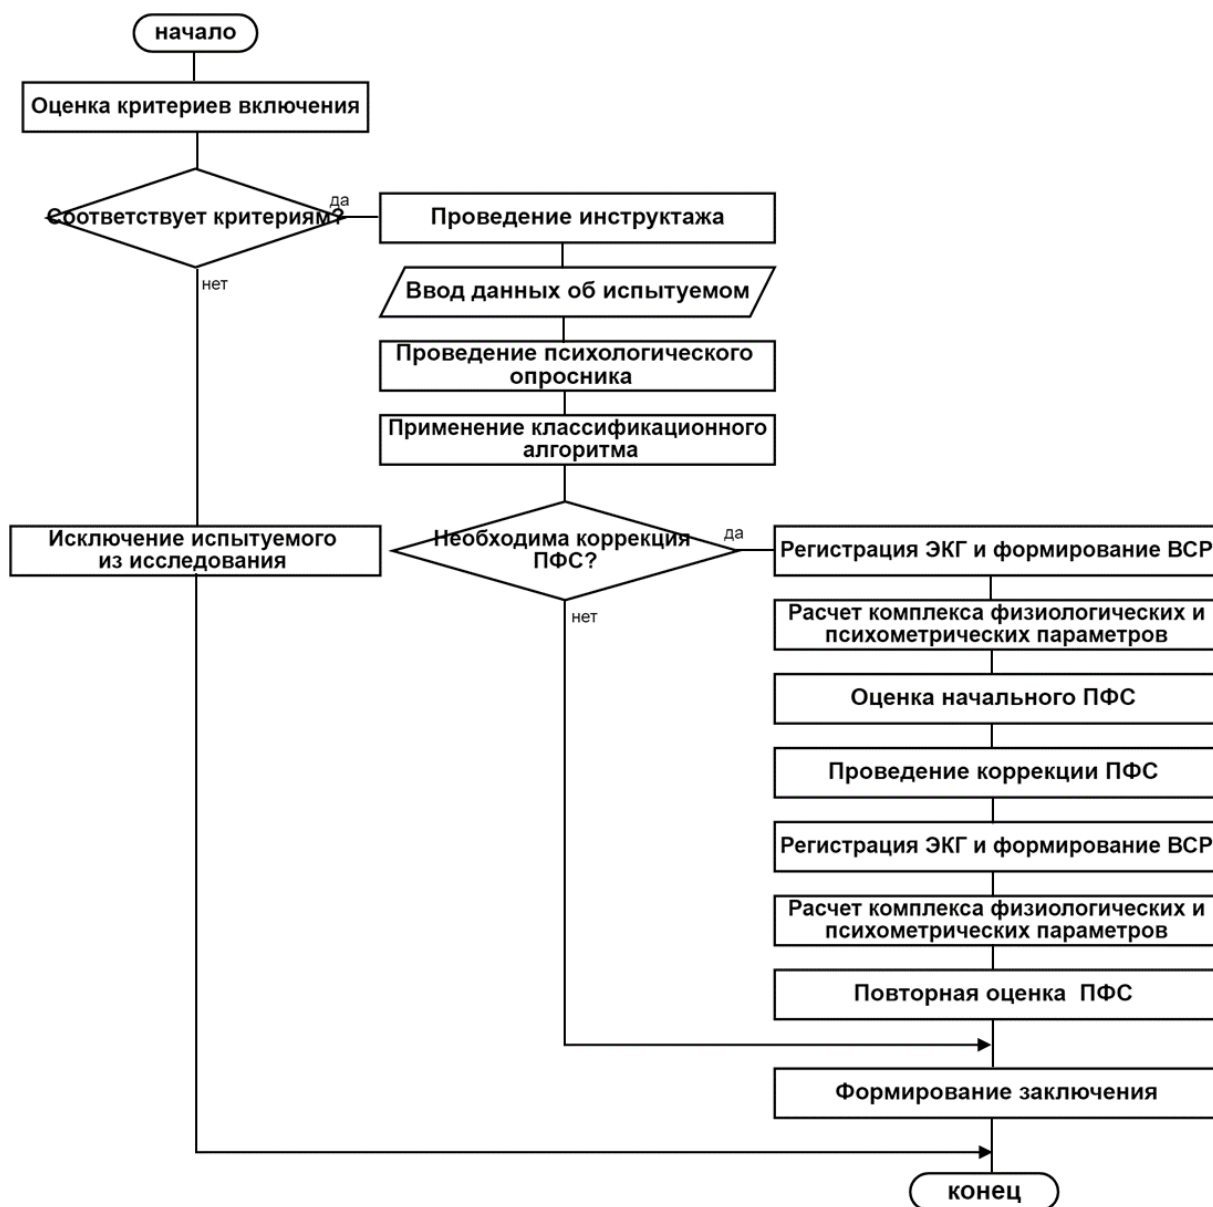 начало
Оценка критериев включения
Соответствует критериям?
да
нет
Проведение инструктажа
Ввод данных об испытуемом
Проведение психологического
опросника
Применение классификационного
алгоритма
Исключение испытуемого
из исследования
Необходима коррекция
ПФС?
да
нет
Регистрация ЭКГ и формирование ВСР
Расчет комплекса физиологических и
психометрических параметров
Оценка начального ПФС
Проведение коррекции ПФС
Регистрация ЭКГ и формирование ВСР
Расчет комплекса физиологических и
психометрических параметров
Повторная оценка ПФС
Формирование заключения
конец